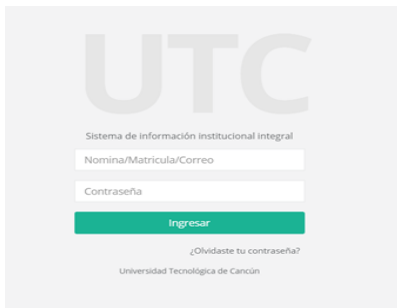 UTC
Sistema de información institucional integral
Nomina/Matricula/Correo
Contraseña
Ingresar
¿Olvidaste tu contraseña?
Universidad Tecnológica de Cancún